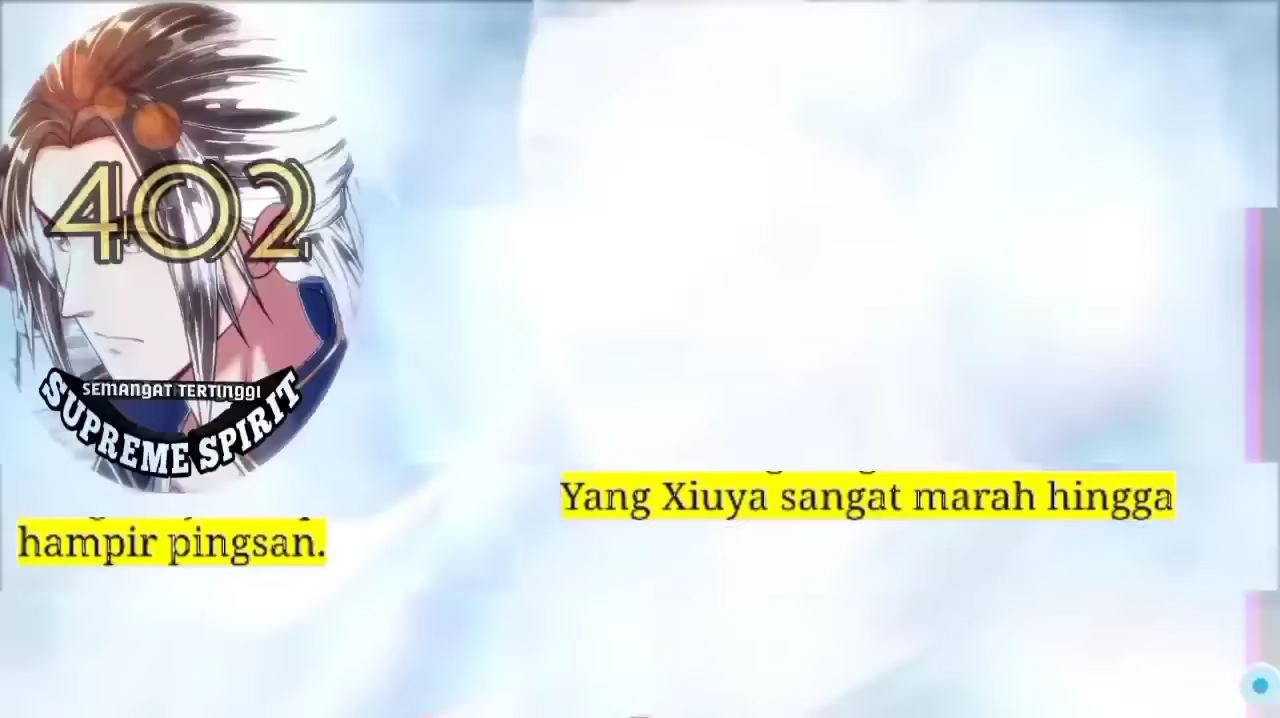 402
SEMANGAT TERTINGGI
SUPREME SPIRIT
Yang Xiuya sangat marah hingga
hampir pingsan.